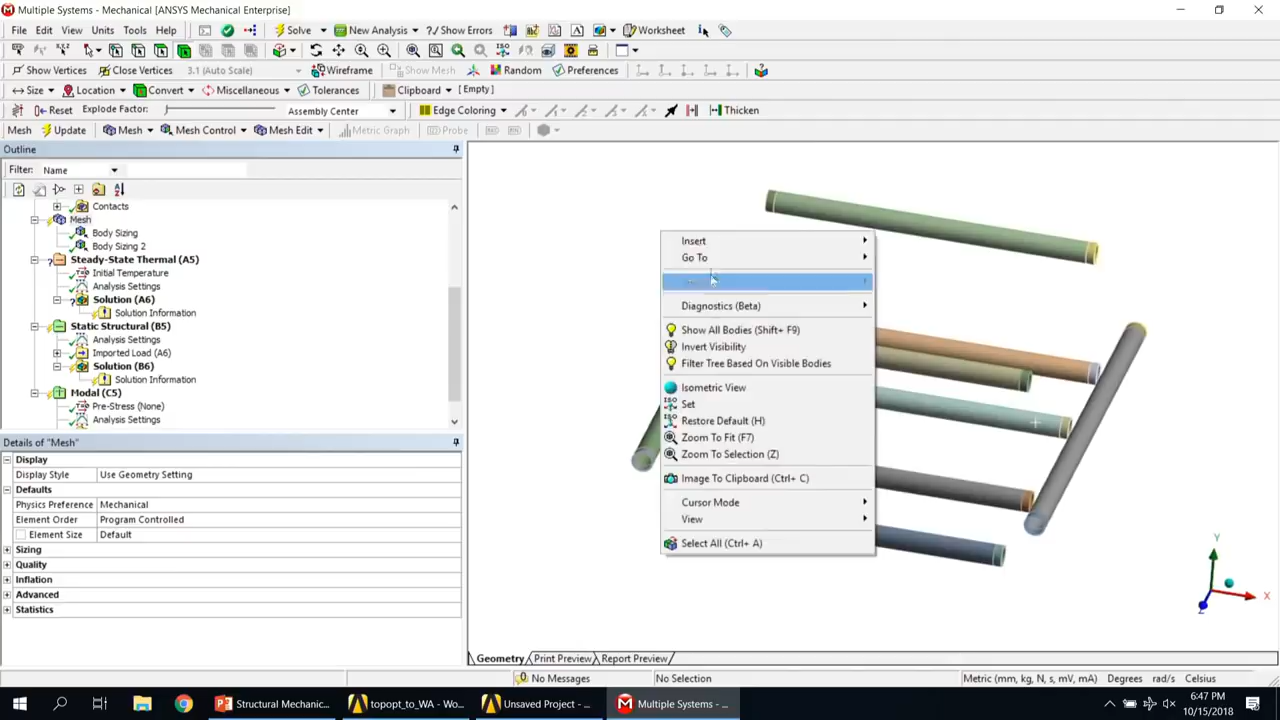 Multiple Systems - Mechanical [ANSYS Mechanical Enterprise]
File Edit View Units Tools Help Solve New Analysis Show Errors Worksheet
Show Vertices Close Vertices 3.1 (Auto Scale) Wireframe Show Mesh Random Preferences
Size Location Convert Miscellaneous Tolerances Clipboard [Empty]
Reset Explode Factor: Assembly Center Edge Coloring Thicken
Mesh Update Mesh Mesh Control Mesh Edit Metric Graph Probe
Outline
Filter: Name
Contacts
Mesh
Body Sizing
Body Sizing 2
Steady-State Thermal (A5)
Initial Temperature
Analysis Settings
Solution (A6)
Solution Information
Static Structural (B5)
Analysis Settings
Imported Load (A6)
Solution (B6)
Solution Information
Modal (C5)
Pre-Stress (None)
Analysis Settings
Details of "Mesh"
Display
Display Style Use Geometry Setting
Defaults
Physics Preference Mechanical
Element Order Program Controlled
Element Size Default
Sizing
Quality
Inflation
Advanced
Statistics
Insert
Go To
Diagnostics (Beta)
Show All Bodies (Shift+ F9)
Invert Visibility
Filter Tree Based On Visible Bodies
Isometric View
ISO Set
ISO Restore Default (H)
Zoom To Fit (F7)
Zoom To Selection (Z)
Image To Clipboard (Ctrl+ C)
Cursor Mode
View
Select All (Ctrl+ A)
Y
X
Z
Geometry Print Preview Report Preview
0 No Messages No Selection Metric (mm, kg, N, s, mV, mA) Degrees rad/s Celsius
Structural Mechanic... topopt_to_WA - Wo... Unsaved Project - ... Multiple Systems - ...
6:47 PM
10/15/2018